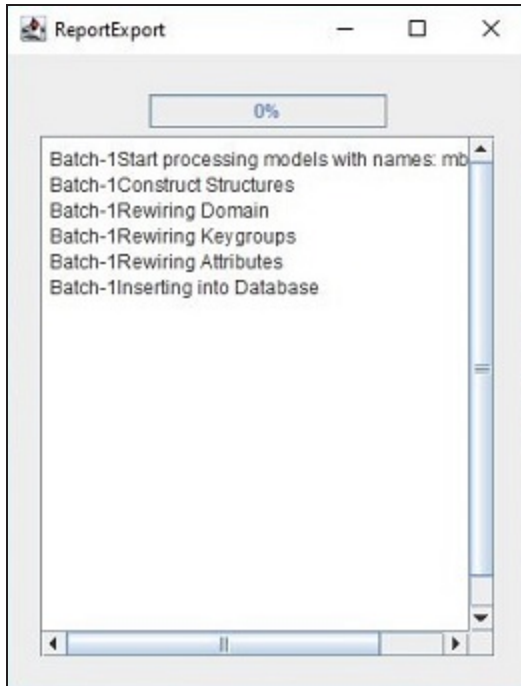 ReportExport
0%
Batch-1Start processing models with names: mb
Batch-1Construct Structures
Batch-1Rewiring Domain
Batch-1Rewiring Keygroups
Batch-1Rewiring Attributes
Batch-1Inserting into Database